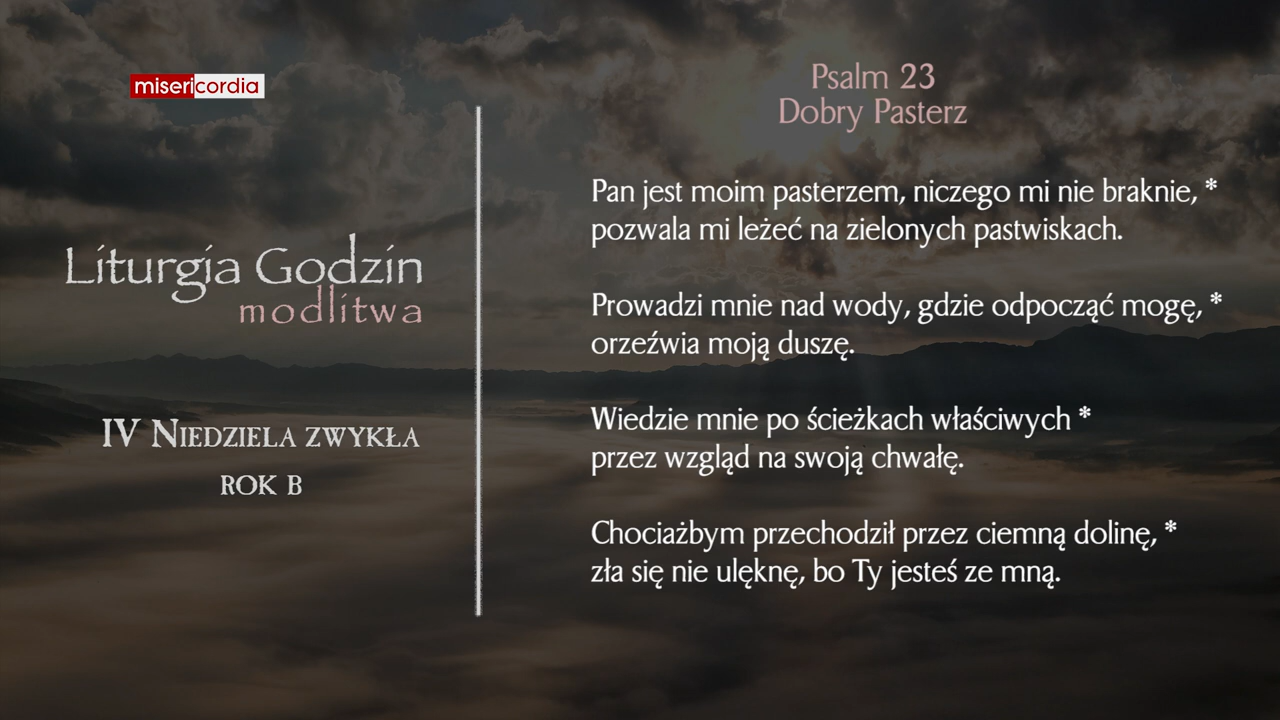 misericordia
Liturgia Godzin
modlitwa
IV NIEDZIELA ZWYKŁA
ROK B
Psalm 23
Dobry Pasterz
Pan jest moim pasterzem, niczego mi nie braknie, *
pozwala mi leżeć na zielonych pastwiskach.
Prowadzi mnie nad wody, gdzie odpocząć mogę, *
orzeźwia moją duszę.
Wiedzie mnie po ścieżkach właściwych *
przez wzgląd na swoją chwałę.
Chociażbym przechodził przez ciemną dolinę, *
zła się nie ulęknę, bo Ty jesteś ze mną.